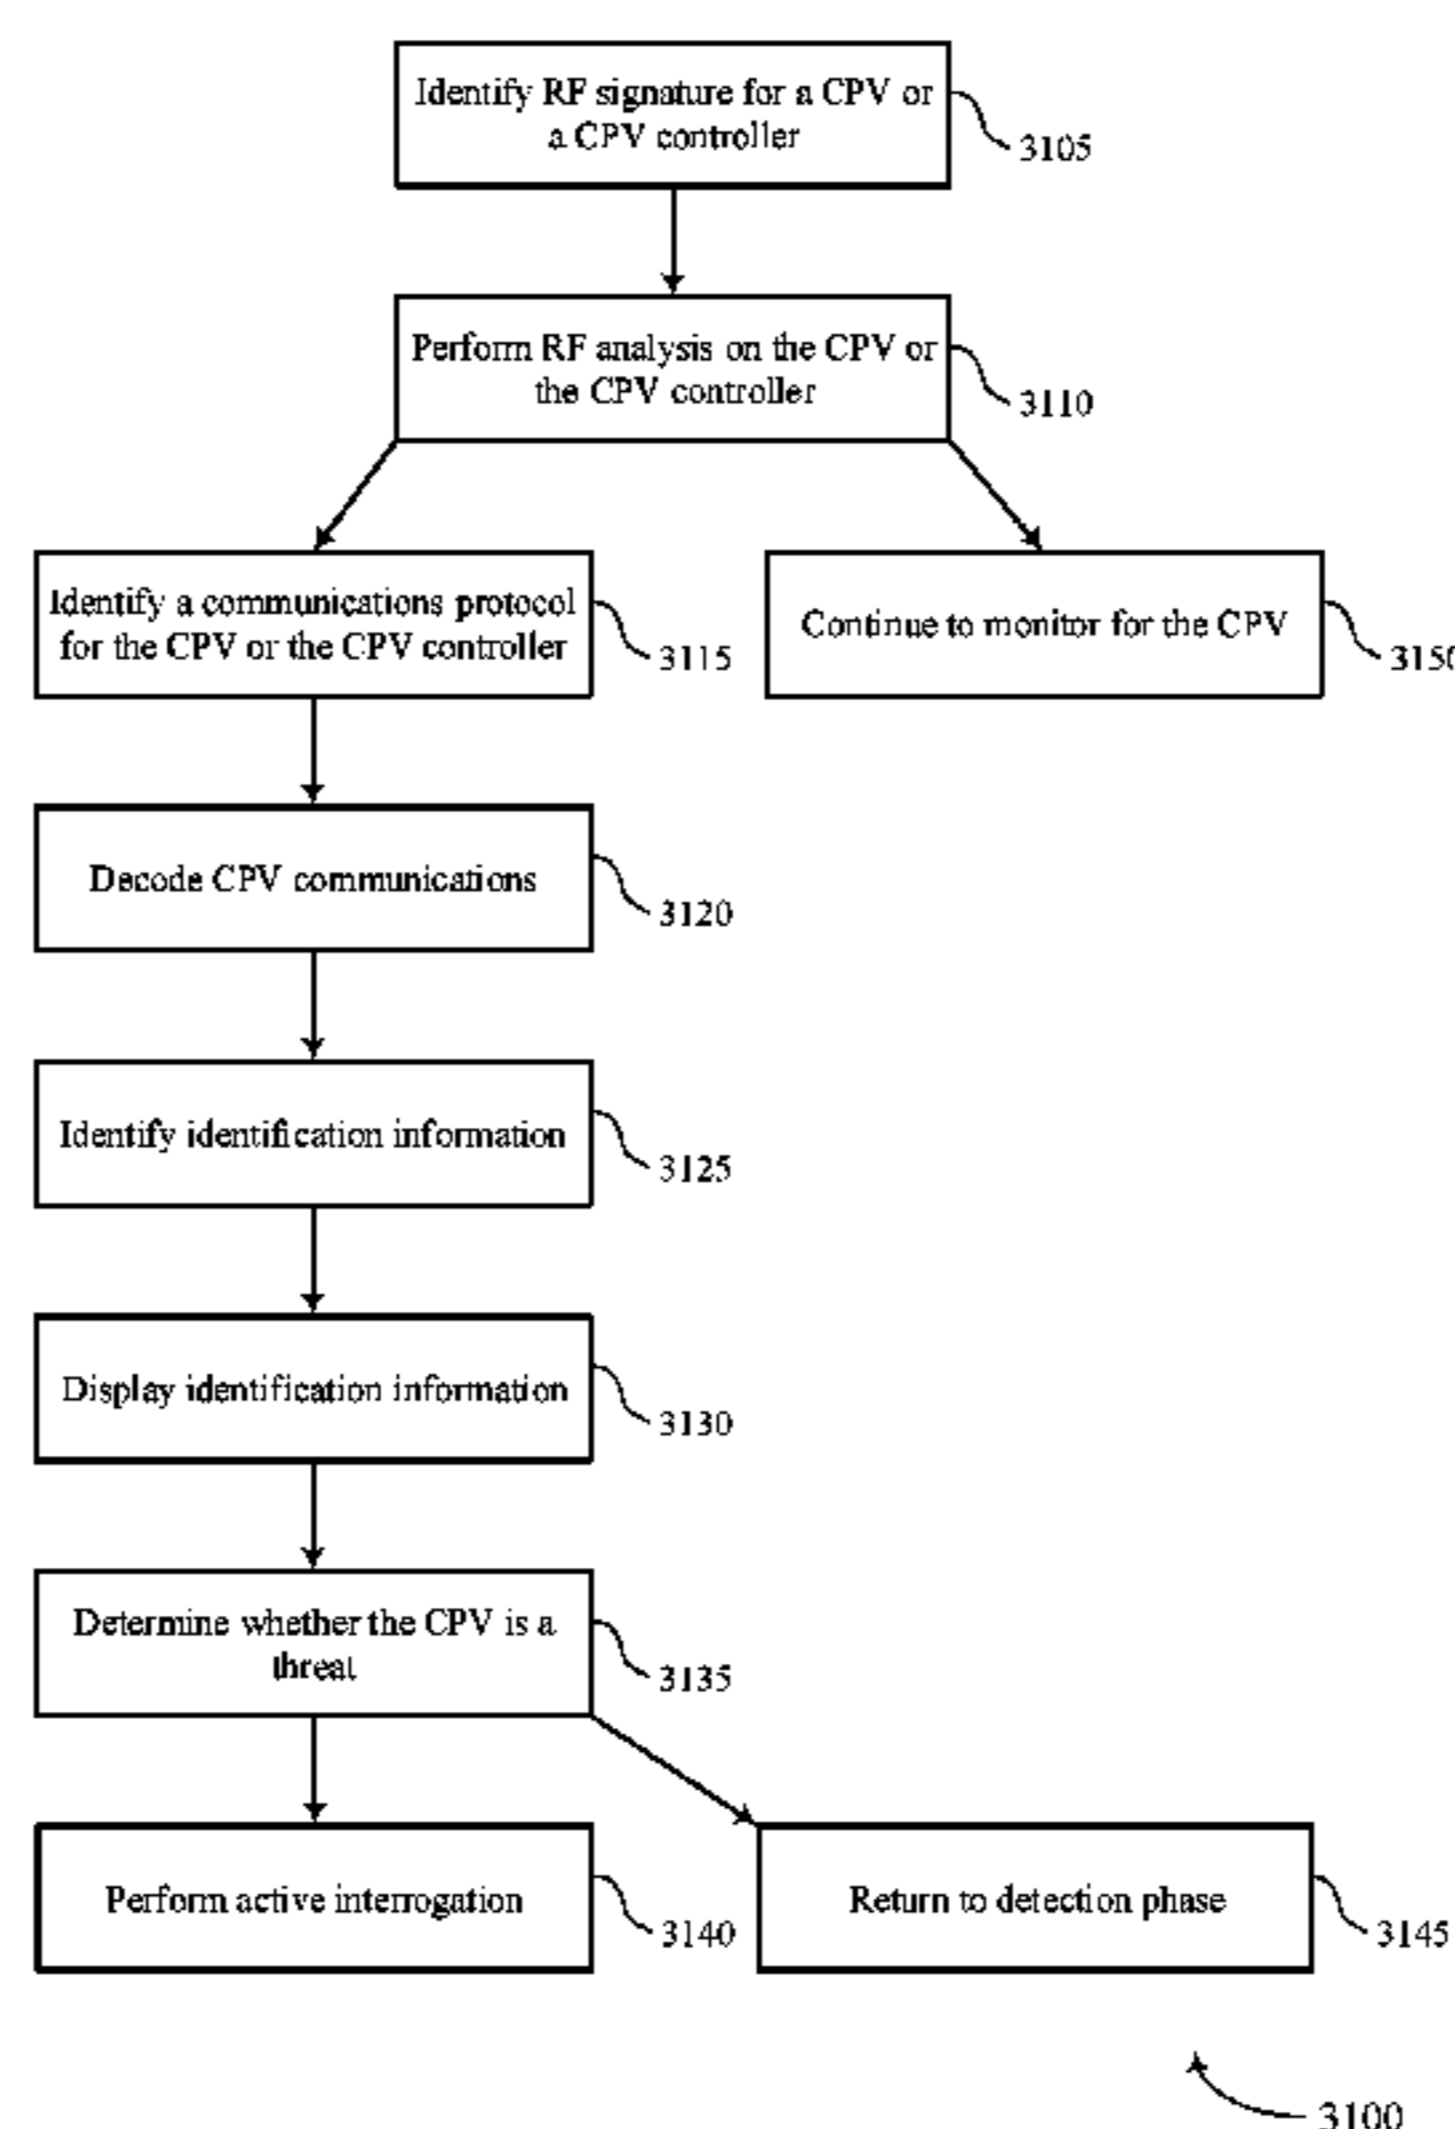 Identify RF signature for a CPV or
a CPV controller
3105
Perform RF analysis on the CPV or
the CPV controller
3110
Identify a communications protocol
for the CPV or the CPV controller
3115
Continue to monitor for the CPV
3150
Decode CPV communications
3120
Identify identification information
3125
Display identification information
3130
Determine whether the CPV is a
threat
3135
Perform active interrogation
3140
Return to detection phase
3145
3100